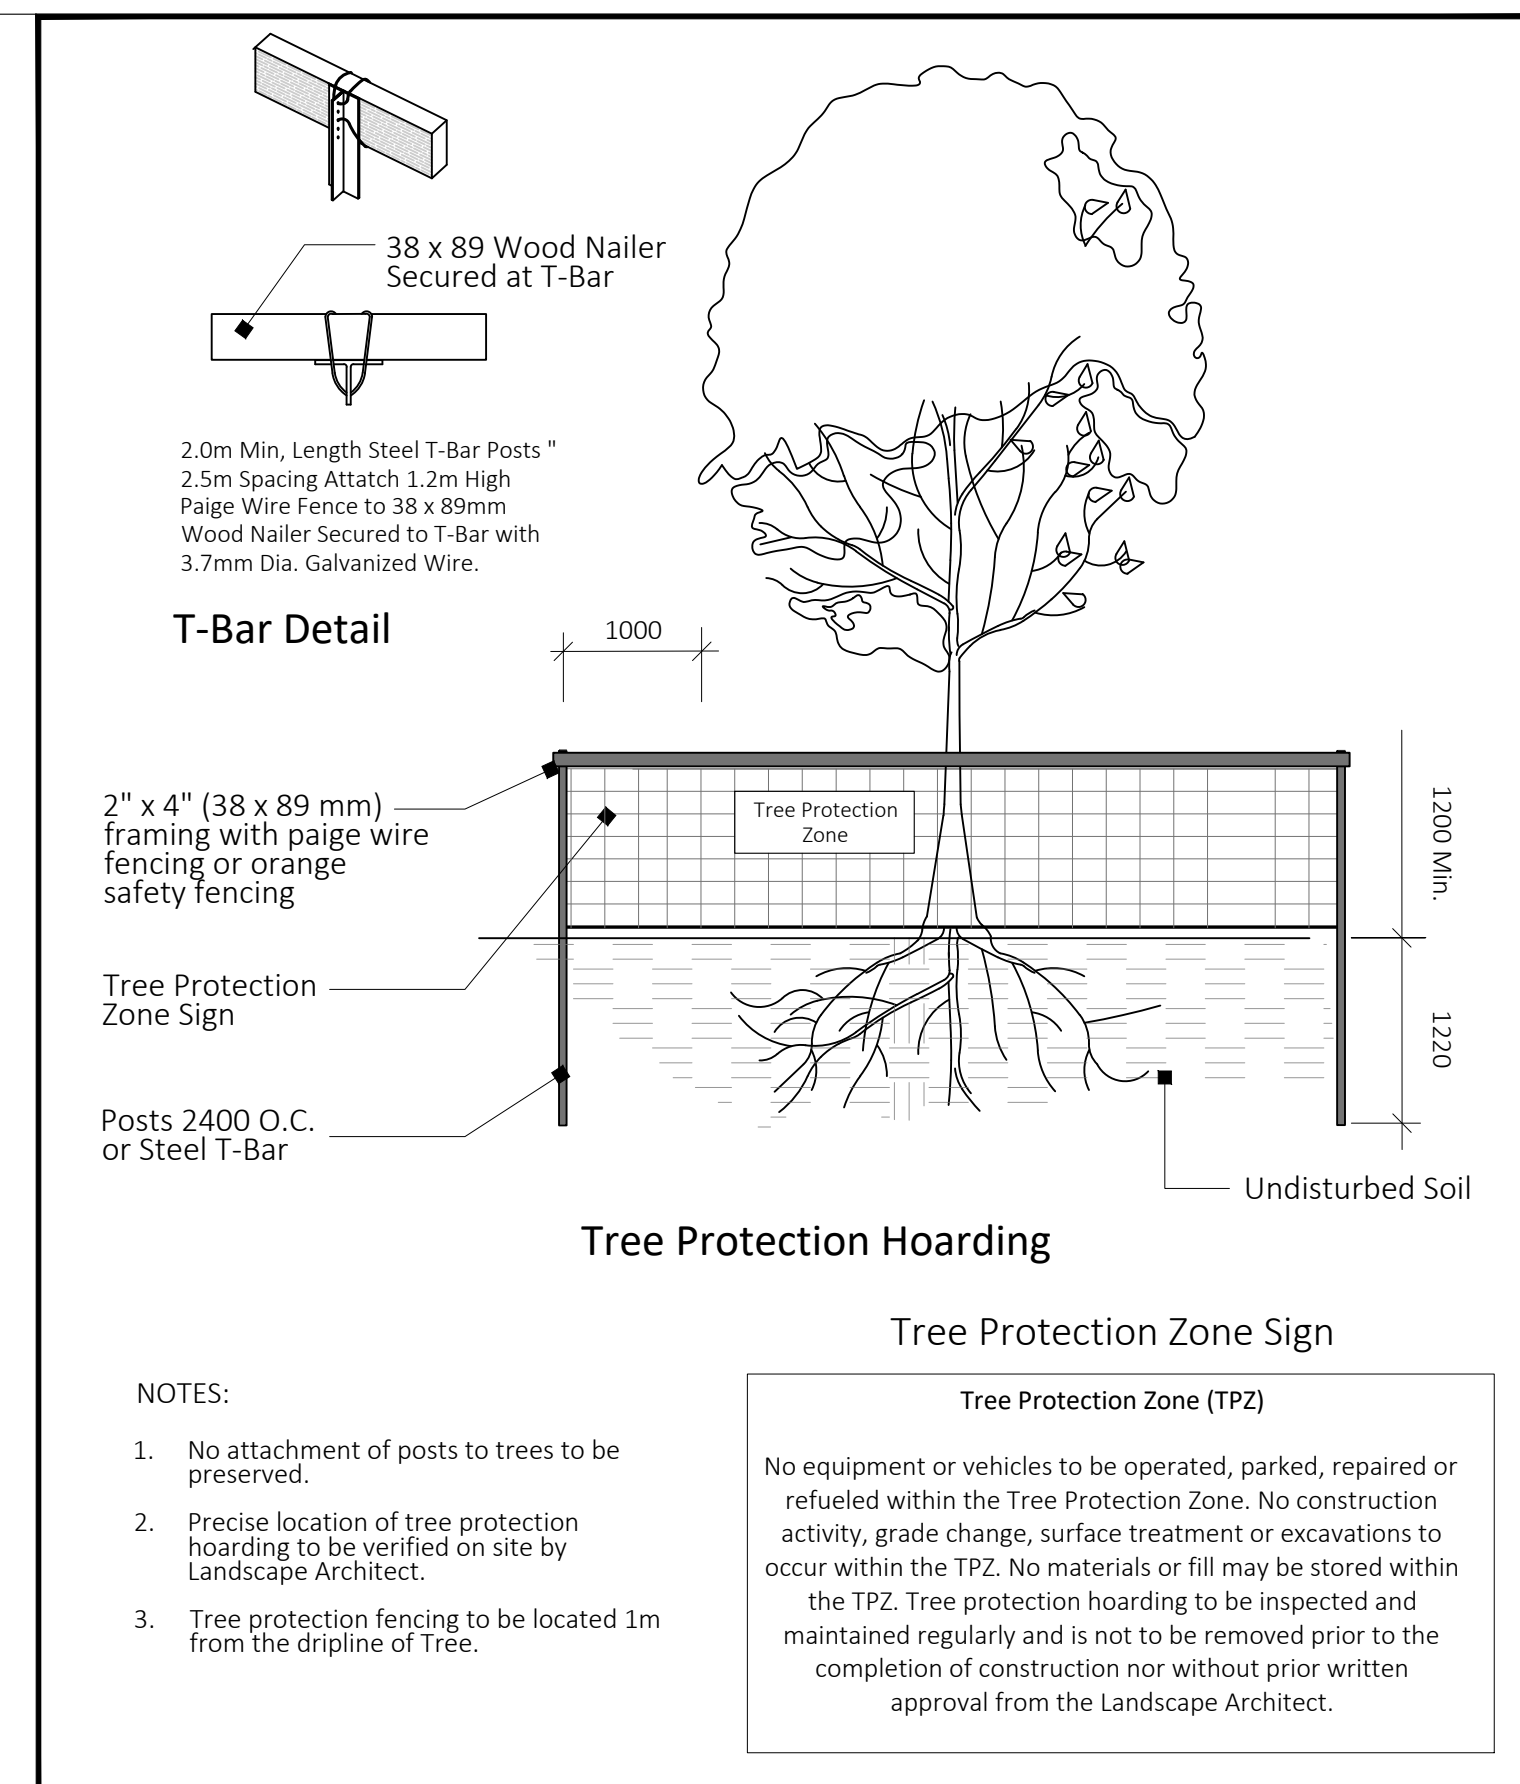 38 x 89 Wood Nailer
Secured at T-Bar
2.0m Min, Length Steel T-Bar Posts "
2.5m Spacing Attatch 1.2m High
Paige Wire Fence to 38 x 89mm
Wood Nailer Secured to T-Bar with
3.7mm Dia. Galvanized Wire.
T-Bar Detail
1000
2" x 4" (38 x 89 mm)
framing with paige wire
fencing or orange
safety fencing
Tree Protection
Zone
1200 Min.
Tree Protection
Zone Sign
1220
Posts 2400 O.C.
or Steel T-Bar
Undisturbed Soil
Tree Protection Hoarding
NOTES:
1. No attachment of posts to trees to be
preserved.
2. Precise location of tree protection
hoarding to be verified on site by
Landscape Architect.
3. Tree protection fencing to be located 1m
from the dripline of Tree.
Tree Protection Zone Sign
Tree Protection Zone (TPZ)
No equipment or vehicles to be operated, parked, repaired or
refueled within the Tree Protection Zone. No construction
activity, grade change, surface treatment or excavations to
occur within the TPZ. No materials or fill may be stored within
the TPZ. Tree protection hoarding to be inspected and
maintained regularly and is not to be removed prior to the
completion of construction nor without prior written
approval from the Landscape Architect.